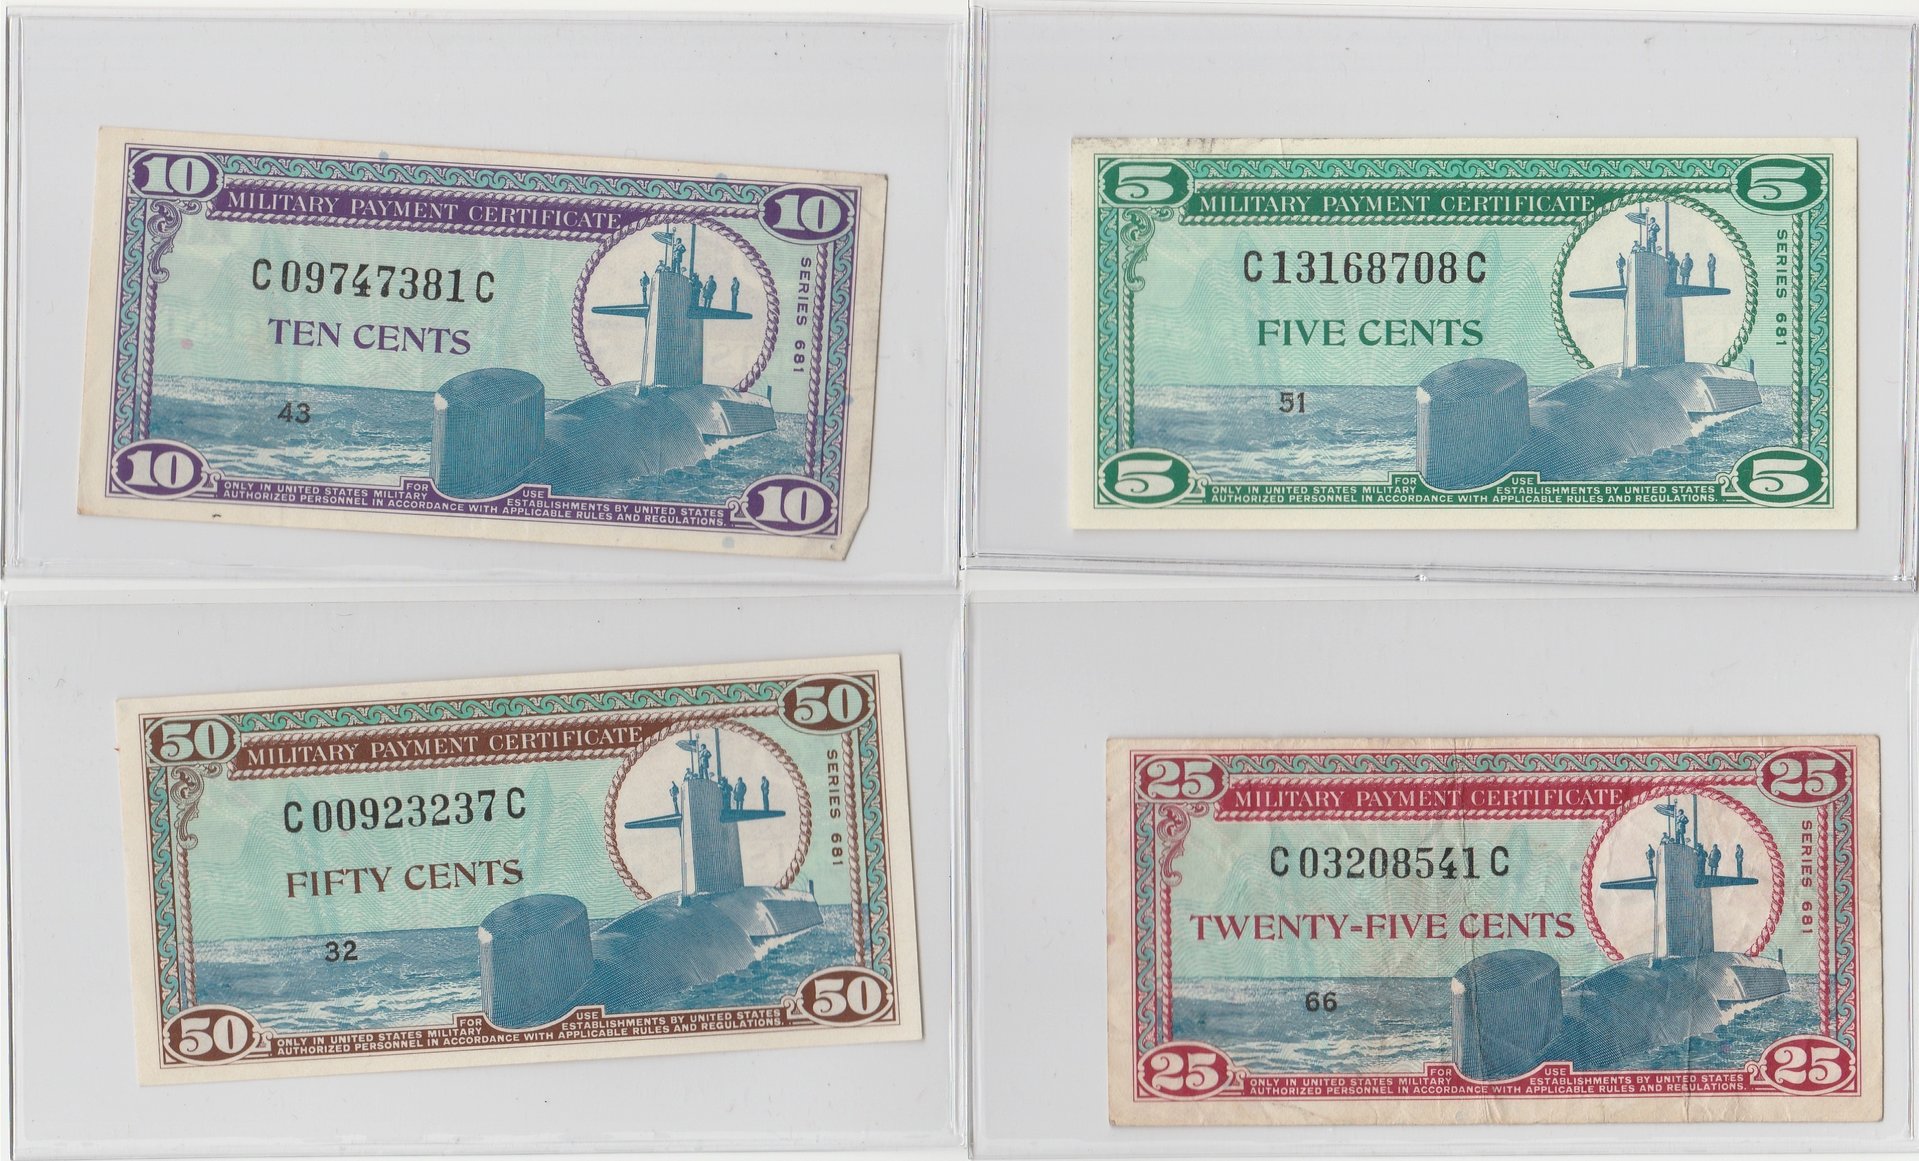 10 10
MILITARY PAYMENT CERTIFICATE
SERIES 681
C09747381C
TEN CENTS
43
FOR USE
ONLY IN UNITED STATES MILITARY ESTABLISHMENTS BY UNITED STATES
AUTHORIZED PERSONNEL IN ACCORDANCE WITH APPLICABLE RULES AND REGULATIONS.
10 10
5 5
MILITARY PAYMENT CERTIFICATE
SERIES 681
C13168708C
FIVE CENTS
51
FOR USE
ONLY IN UNITED STATES MILITARY ESTABLISHMENTS BY UNITED STATES
AUTHORIZED PERSONNEL IN ACCORDANCE WITH APPLICABLE RULES AND REGULATIONS.
5 5
50 50
MILITARY PAYMENT CERTIFICATE
SERIES 681
C00923237C
FIFTY CENTS
32
FOR USE
ONLY IN UNITED STATES MILITARY ESTABLISHMENTS BY UNITED STATES
AUTHORIZED PERSONNEL IN ACCORDANCE WITH APPLICABLE RULES AND REGULATIONS.
50 50
25 25
MILITARY PAYMENT CERTIFICATE
SERIES 681
C03208541C
TWENTY-FIVE CENTS
66
FOR USE
ONLY IN UNITED STATES MILITARY ESTABLISHMENTS BY UNITED STATES
AUTHORIZED PERSONNEL IN ACCORDANCE WITH APPLICABLE RULES AND REGULATIONS.
25 25